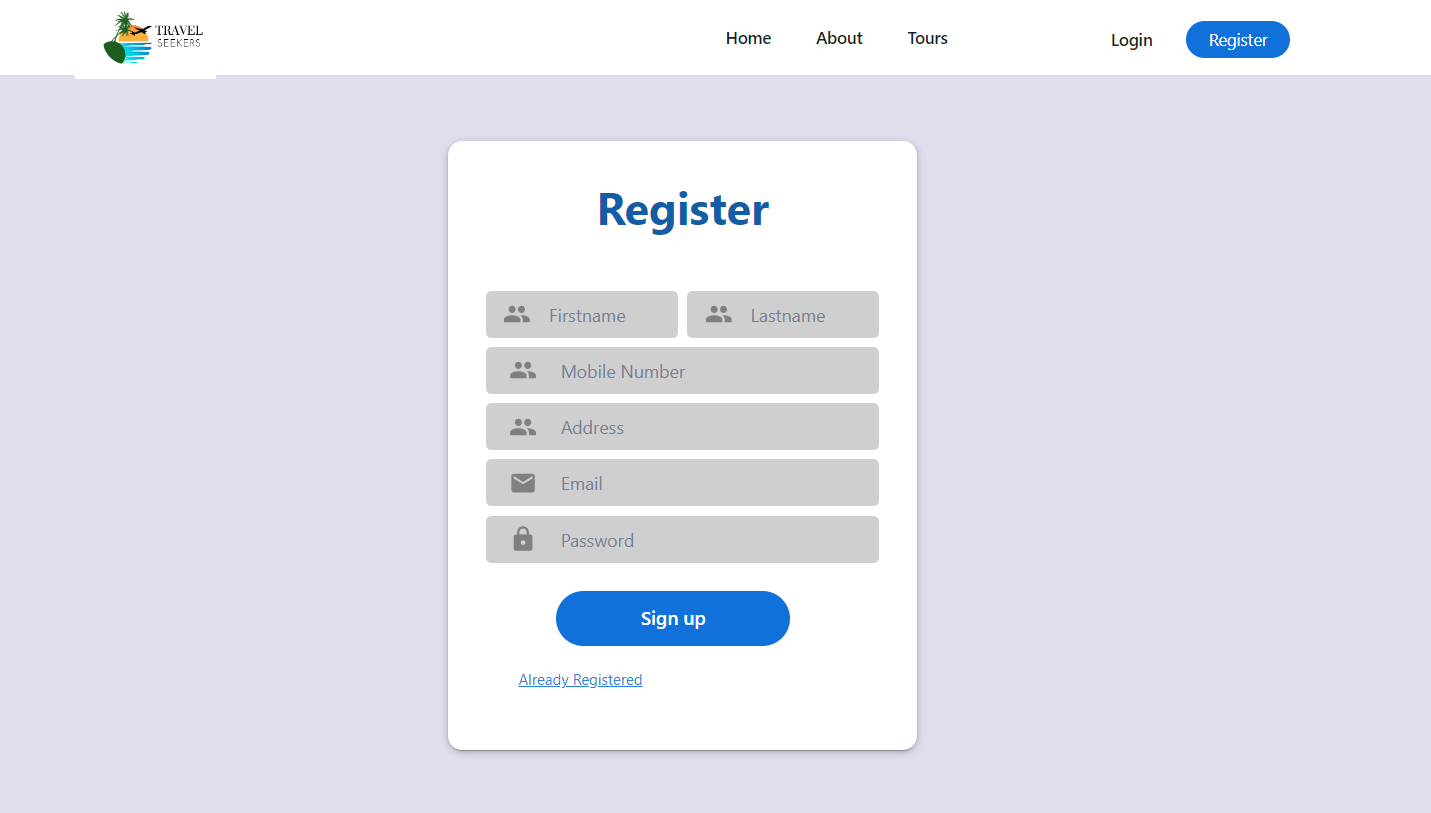 TRAVEL
SEEKERS
Home About Tours Login Register
Register
Firstname Lastname
Mobile Number
Address
Email
Password
Sign up
Already Registered